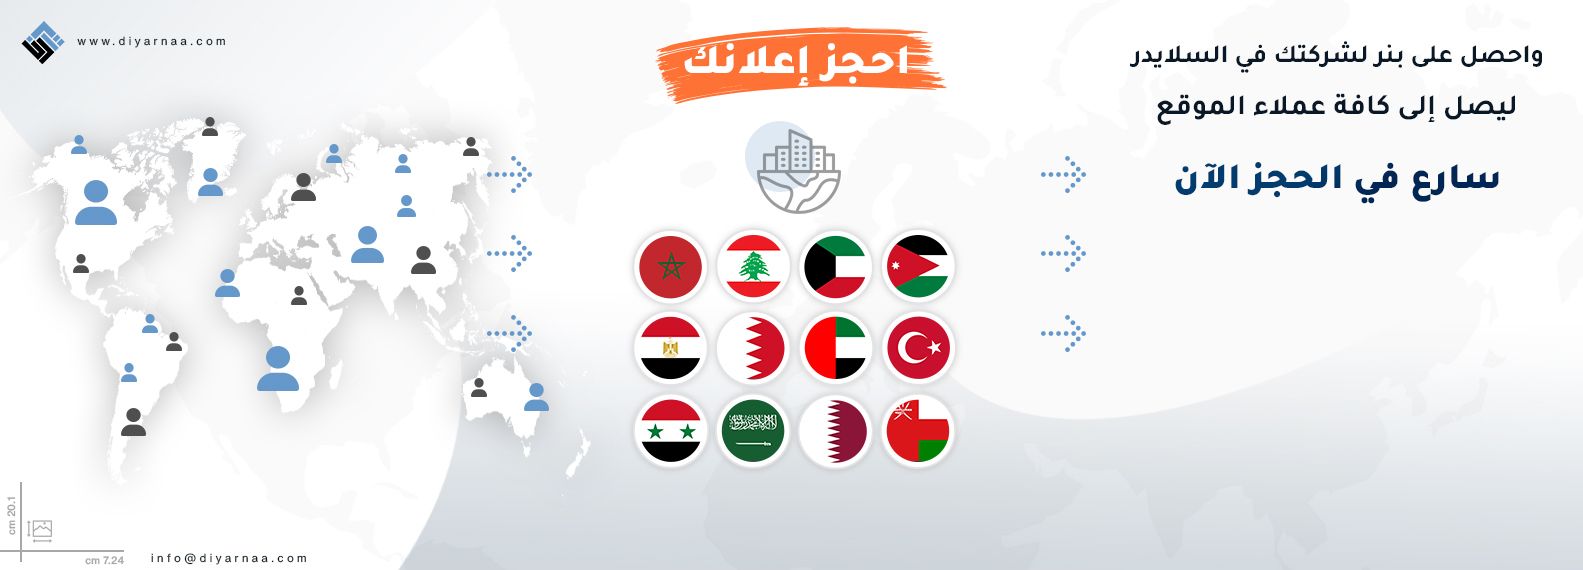 www.diyarnaa.com
احجز إعلانك
واحصل على بنر لشركتك في السلايدر
ليصل إلى كافة عملاء الموقع
سارع في الحجز الآن
cm 20.1
cm 7.24
info@diyarnaa.com